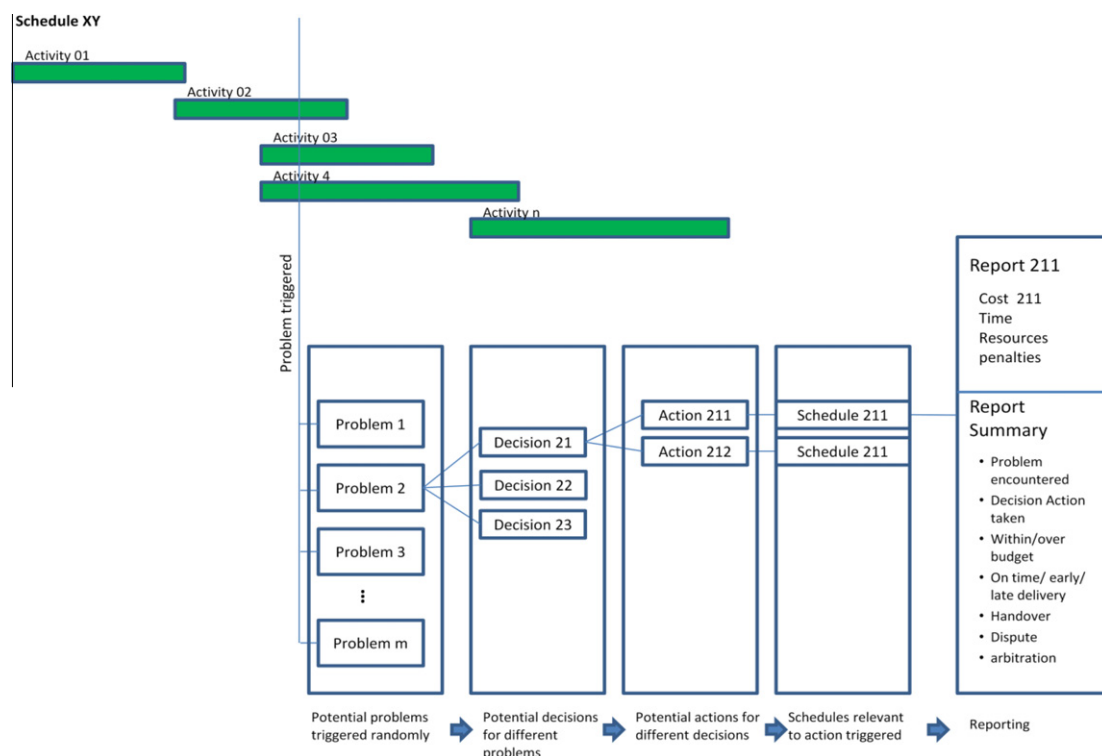 Schedule XY
Activity 01
Activity 02
Activity 03
Activity 4
Activity n
Problem triggered
Problem 1
Problem 2
Problem 3
⋮
Problem m
Decision 21
Decision 22
Decision 23
Action 211
Action 212
Schedule 211
Schedule 211
Report 211
Cost 211
Time
Resources
penalties
Report
Summary
• Problem
encountered
• Decision Action
taken
• Within/over
budget
• On time/ early/
late delivery
• Handover
• Dispute
• arbitration
Potential problems
triggered randomly
Potential decisions
for different
problems
Potential actions for
different decisions
Schedules relevant
to action triggered
Reporting